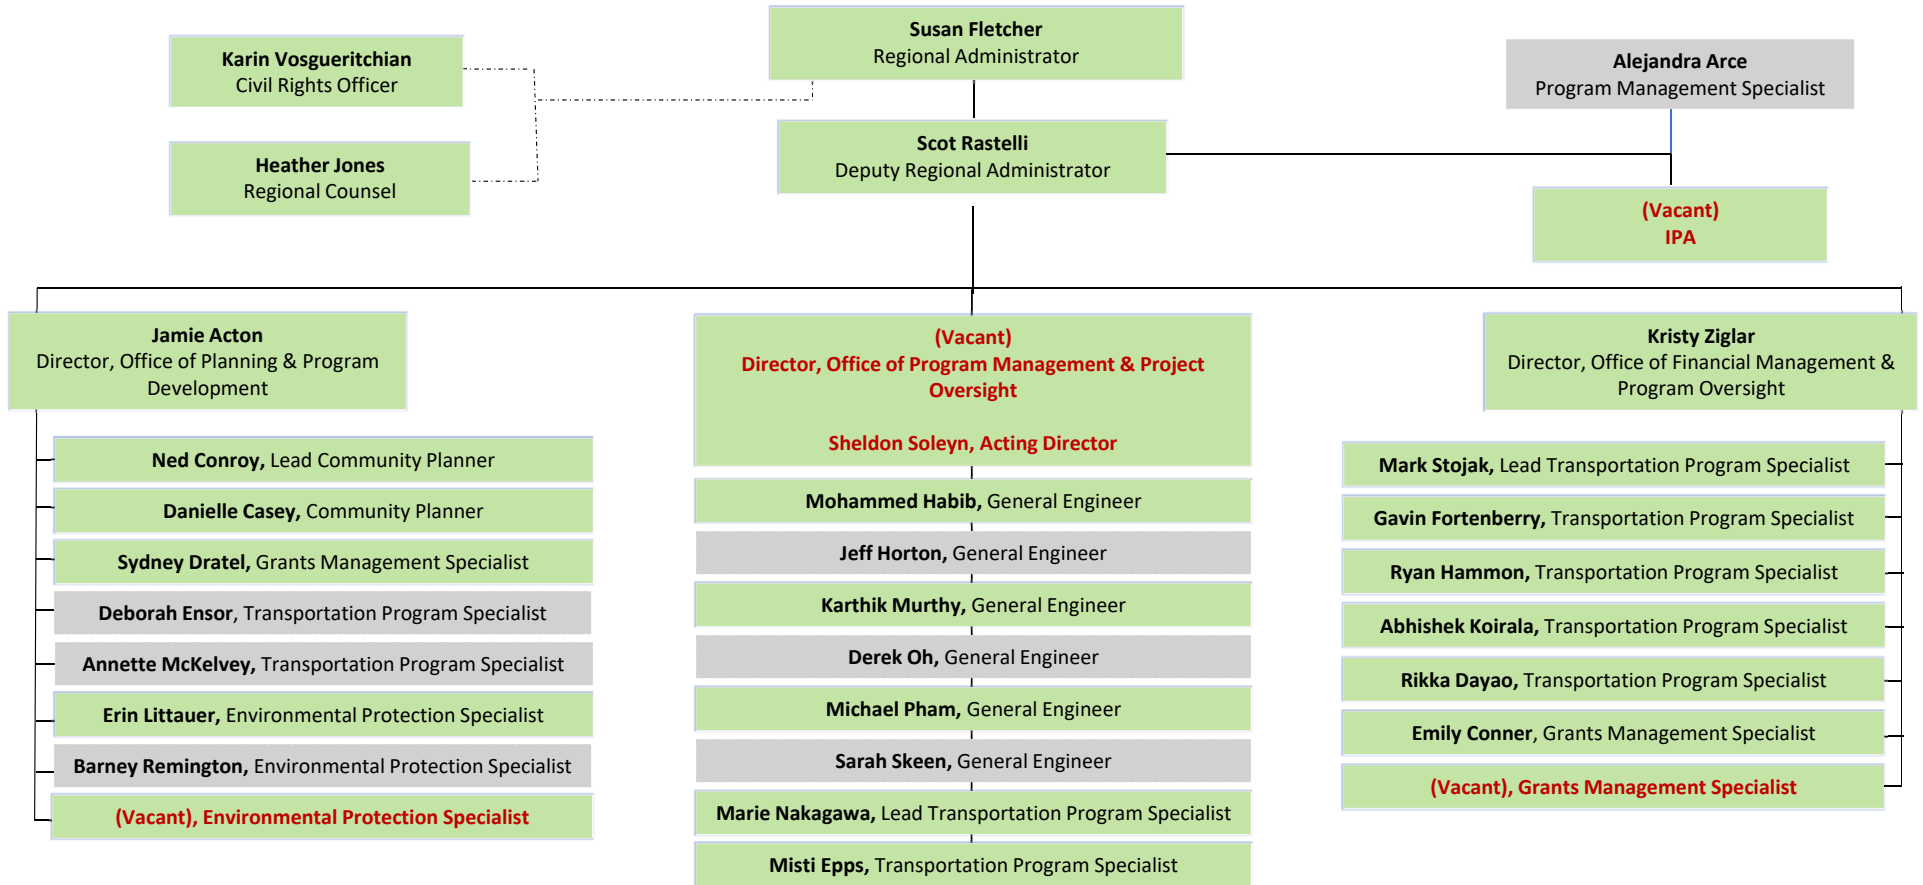 Susan Fletcher
Regional Administrator
Karin Vosgueritchian
Civil Rights Officer
Alejandra Arce
Program Management Specialist
Scot Rastelli
Deputy Regional Administrator
Heather Jones
Regional Counsel
(Vacant)
IPA
Jamie Acton
Director, Office of Planning & Program
Development
Ned Conroy, Lead Community Planner
Danielle Casey, Community Planner
Sydney Dratel, Grants Management Specialist
Deborah Ensor, Transportation Program Specialist
Annette McKelvey, Transportation Program Specialist
Erin Littauer, Environmental Protection Specialist
Barney Remington, Environmental Protection Specialist
(Vacant), Environmental Protection Specialist
(Vacant)
Director, Office of Program Management & Project
Oversight
Sheldon Soleyn, Acting Director
Mohammed Habib, General Engineer
Jeff Horton, General Engineer
Karthik Murthy, General Engineer
Derek Oh, General Engineer
Michael Pham, General Engineer
Sarah Skeen, General Engineer
Marie Nakagawa, Lead Transportation Program Specialist
Misti Epps, Transportation Program Specialist
Kristy Ziglar
Director, Office of Financial Management &
Program Oversight
Mark Stojak, Lead Transportation Program Specialist
Gavin Fortenberry, Transportation Program Specialist
Ryan Hammon, Transportation Program Specialist
Abhishek Koirala, Transportation Program Specialist
Rikka Dayao, Transportation Program Specialist
Emily Conner, Grants Management Specialist
(Vacant), Grants Management Specialist